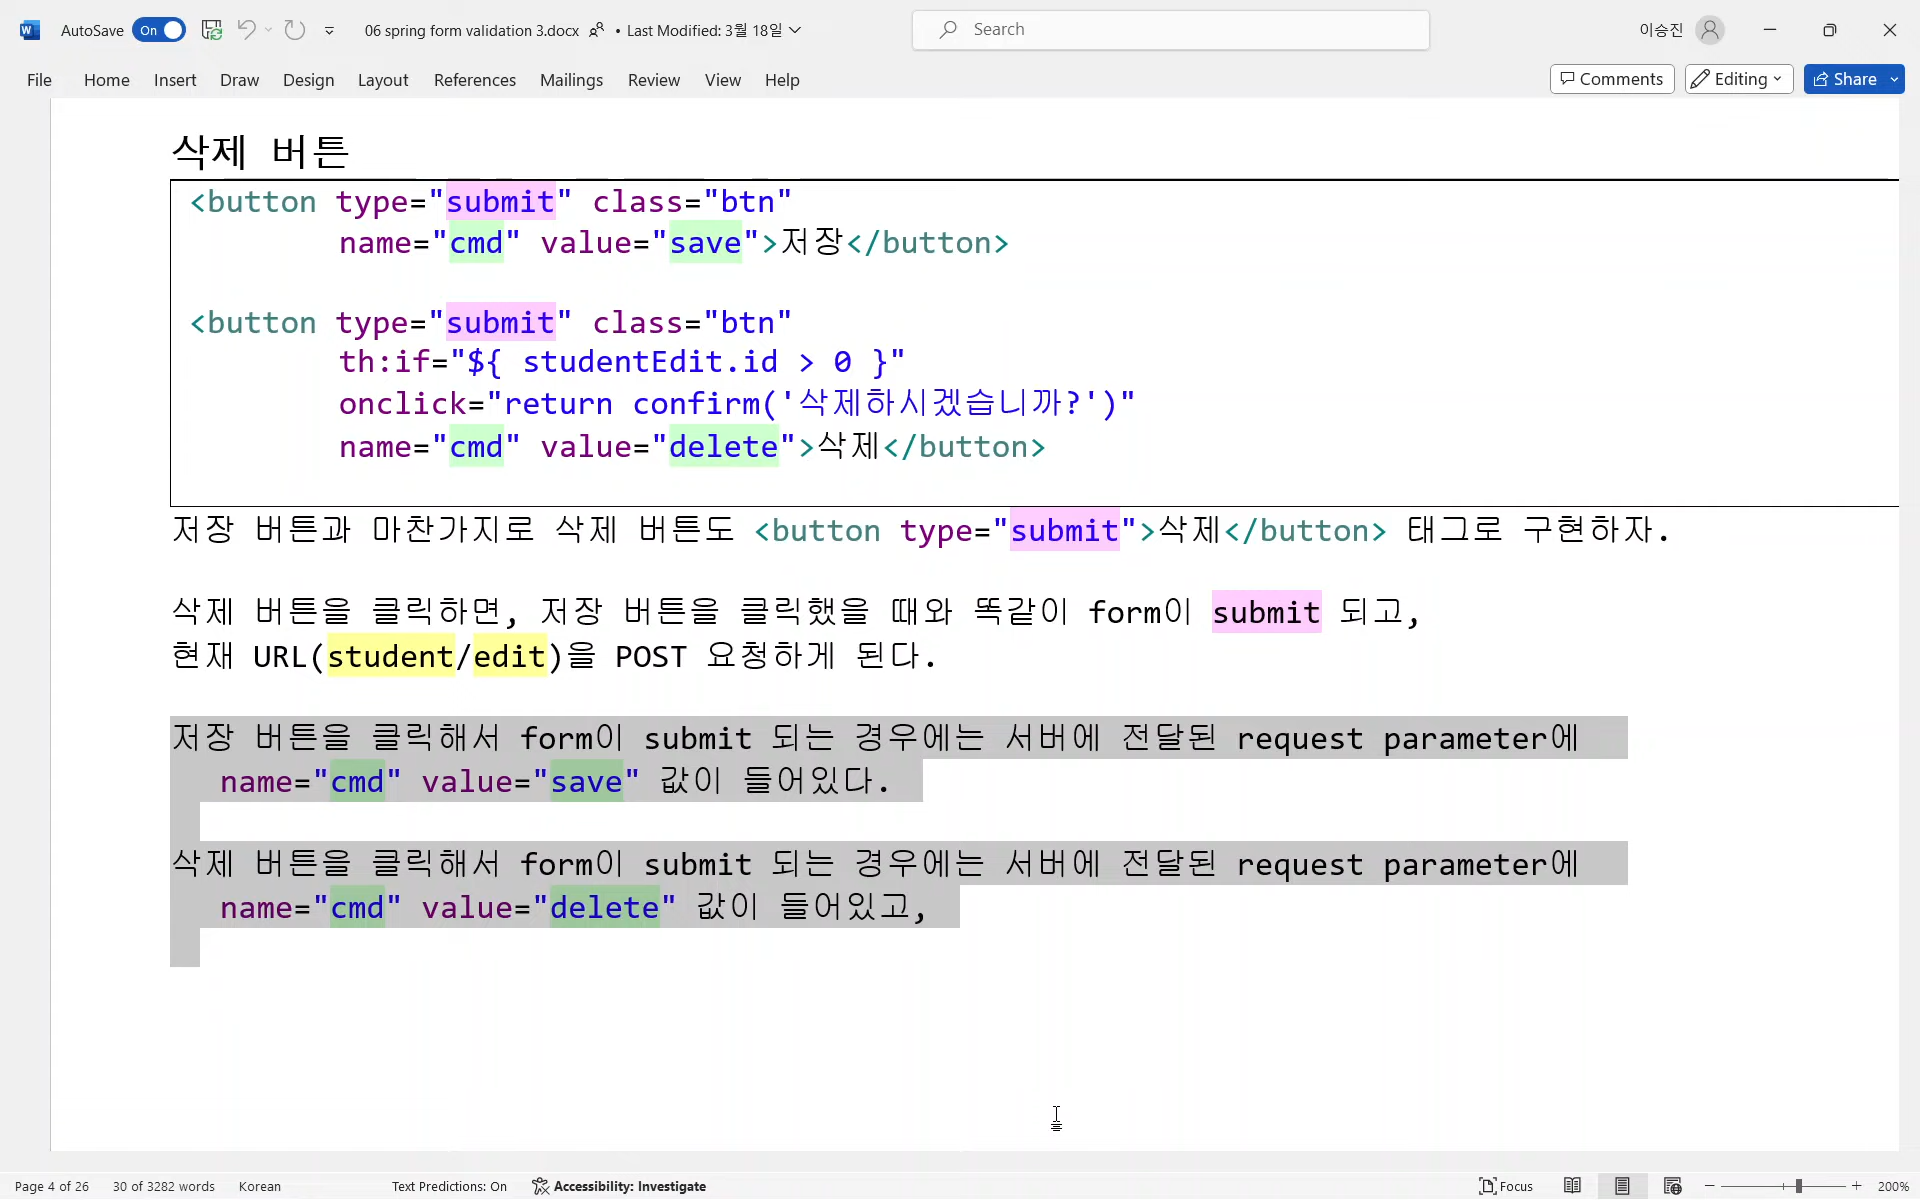 AutoSave On 06 spring form validation 3.docx • Last Modified: 3월 18일 Search 이승진
File Home Insert Draw Design Layout References Mailings Review View Help Comments Editing Share
삭제 버튼
<button type="submit" class="btn"
name="cmd" value="save">저장</button>
<button type="submit" class="btn"
th:if="${ studentEdit.id > 0 }"
onclick="return confirm('삭제하시겠습니까?')"
name="cmd" value="delete">삭제</button>
저장 버튼과 마찬가지로 삭제 버튼도 <button type="submit">삭제</button> 태그로 구현하자.
삭제 버튼을 클릭하면, 저장 버튼을 클릭했을 때와 똑같이 form이 submit 되고,
현재 URL(student/edit)을 POST 요청하게 된다.
저장 버튼을 클릭해서 form이 submit 되는 경우에는 서버에 전달된 request parameter에
name="cmd" value="save" 값이 들어있다.
삭제 버튼을 클릭해서 form이 submit 되는 경우에는 서버에 전달된 request parameter에
name="cmd" value="delete" 값이 들어있고,
Page 4 of 26 30 of 3282 words Korean Text Predictions: On Accessibility: Investigate Focus 200%